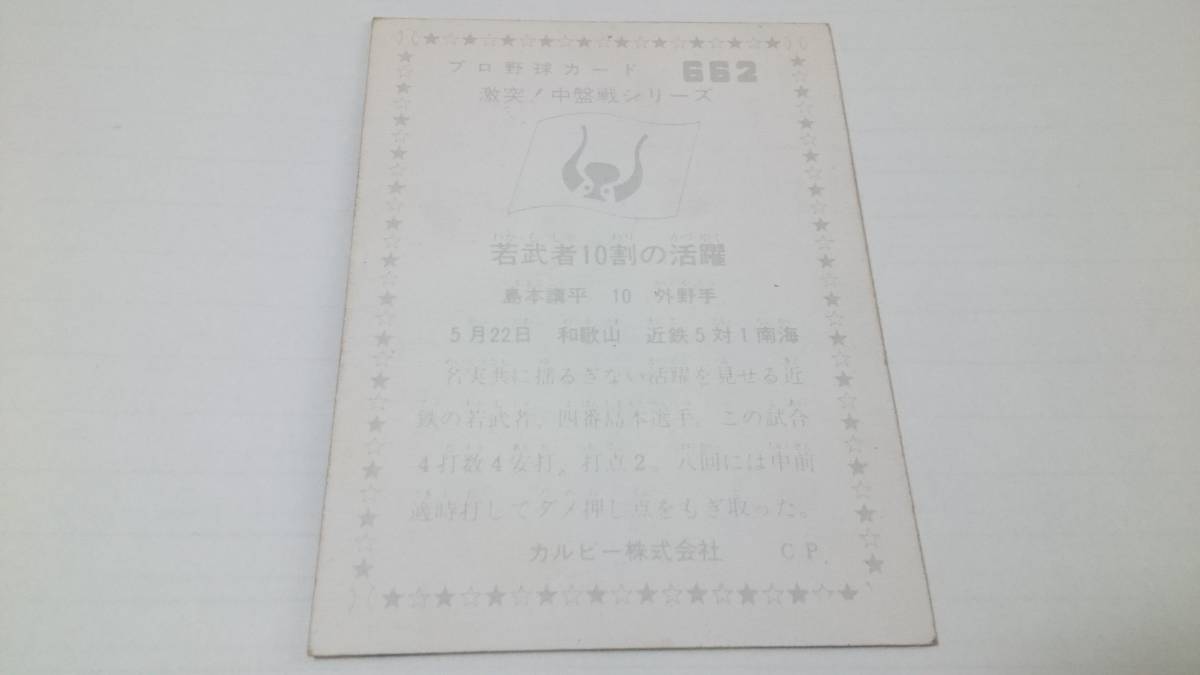 プロ野球カード 662
激突!中盤戦シリーズ
若武者10割の活躍
島本講平 10 外野手
5月22日 和歌山 近鉄5対1南海
名実共に揺るぎない活躍を見せる近
鉄の若武者、四番島本選手。この試合
4打数4安打、打点2。八回には中前
適時打してダメ押し点をもぎ取った。
カルビー株式会社 C P